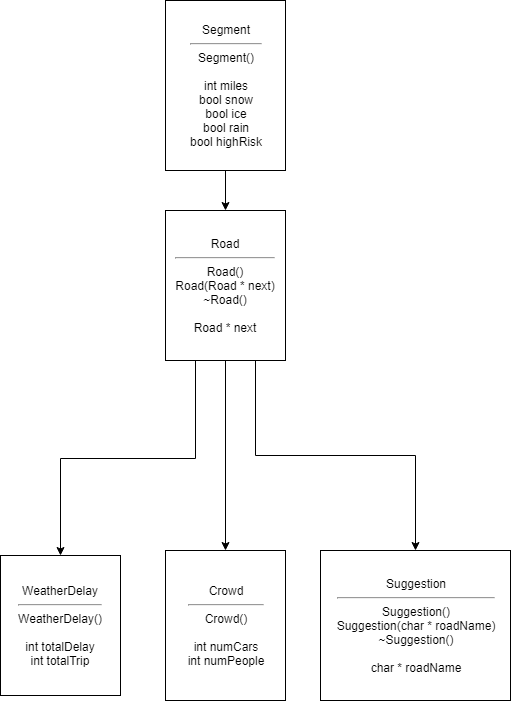 Segment
Segment()
int miles
bool snow
bool ice
bool rain
bool highRisk
Road
Road()
Road(Road * next)
~Road()
Road * next
WeatherDelay
WeatherDelay()
int totalDelay
int totalTrip
Crowd
Crowd()
int numCars
int numPeople
Suggestion
Suggestion()
Suggestion(char * roadName)
~Suggestion()
char * roadName